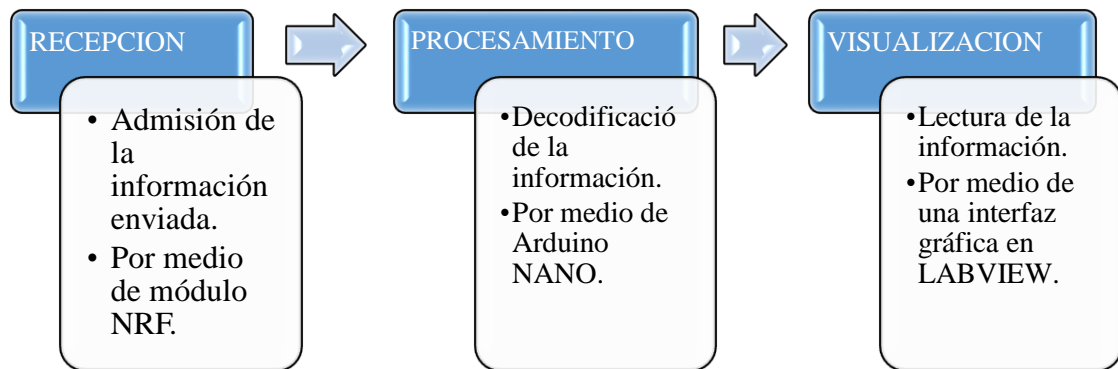 RECEPCION
• Admisión de
la
información
enviada.
• Por medio
de módulo
NRF.
PROCESAMIENTO
•Decodificació
de la
información.
•Por medio de
Arduino
NANO.
VISUALIZACION
•Lectura de la
información.
•Por medio de
una interfaz
gráfica en
LABVIEW.